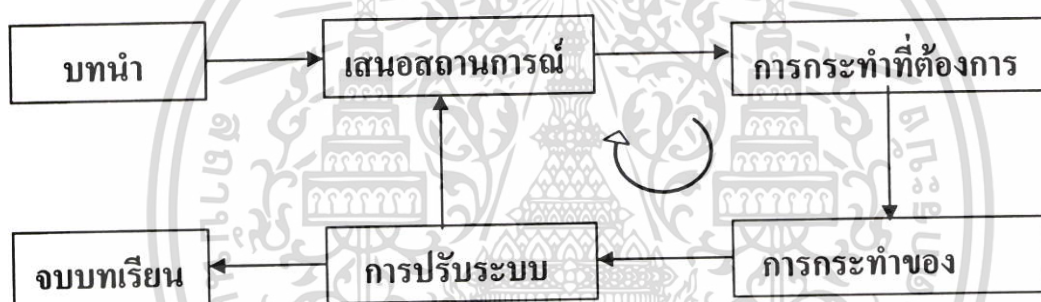 บทนำ
เสนอสถานการณ์
การกระทำที่ต้องการ
จบบทเรียน
การปรับระบบ
การกระทำของ